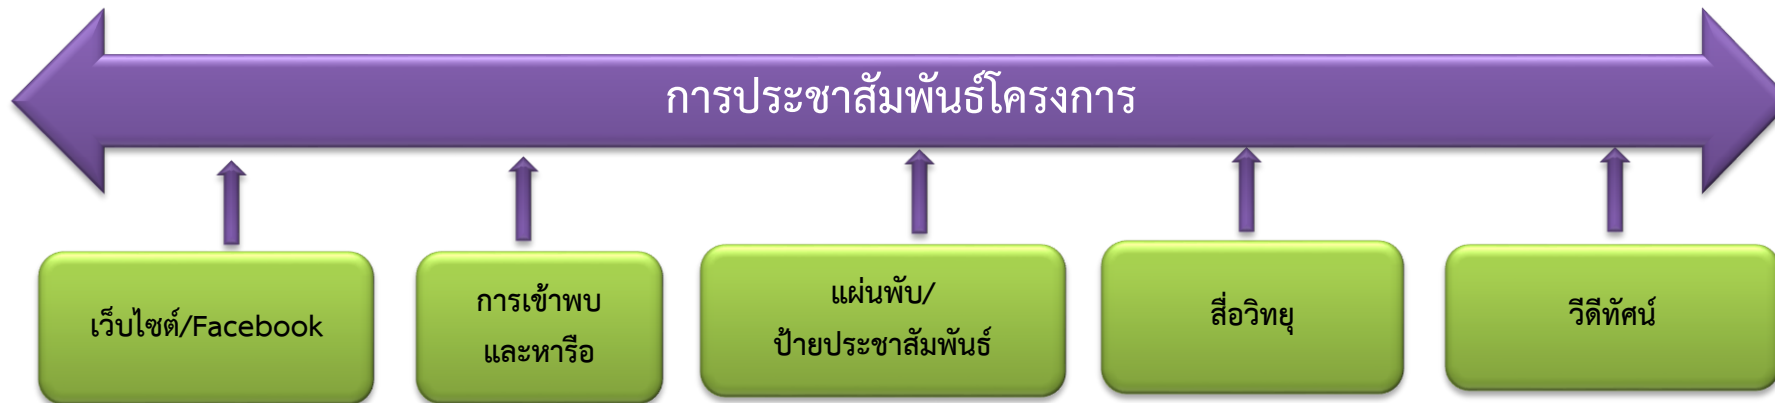 การประชาสัมพันธ์โครงการ
เว็บไซต์/Facebook
การเข้าพบ
และหารือ
แผ่นพับ/
ป้ายประชาสัมพันธ์
สื่อวิทยุ
วีดีทัศน์